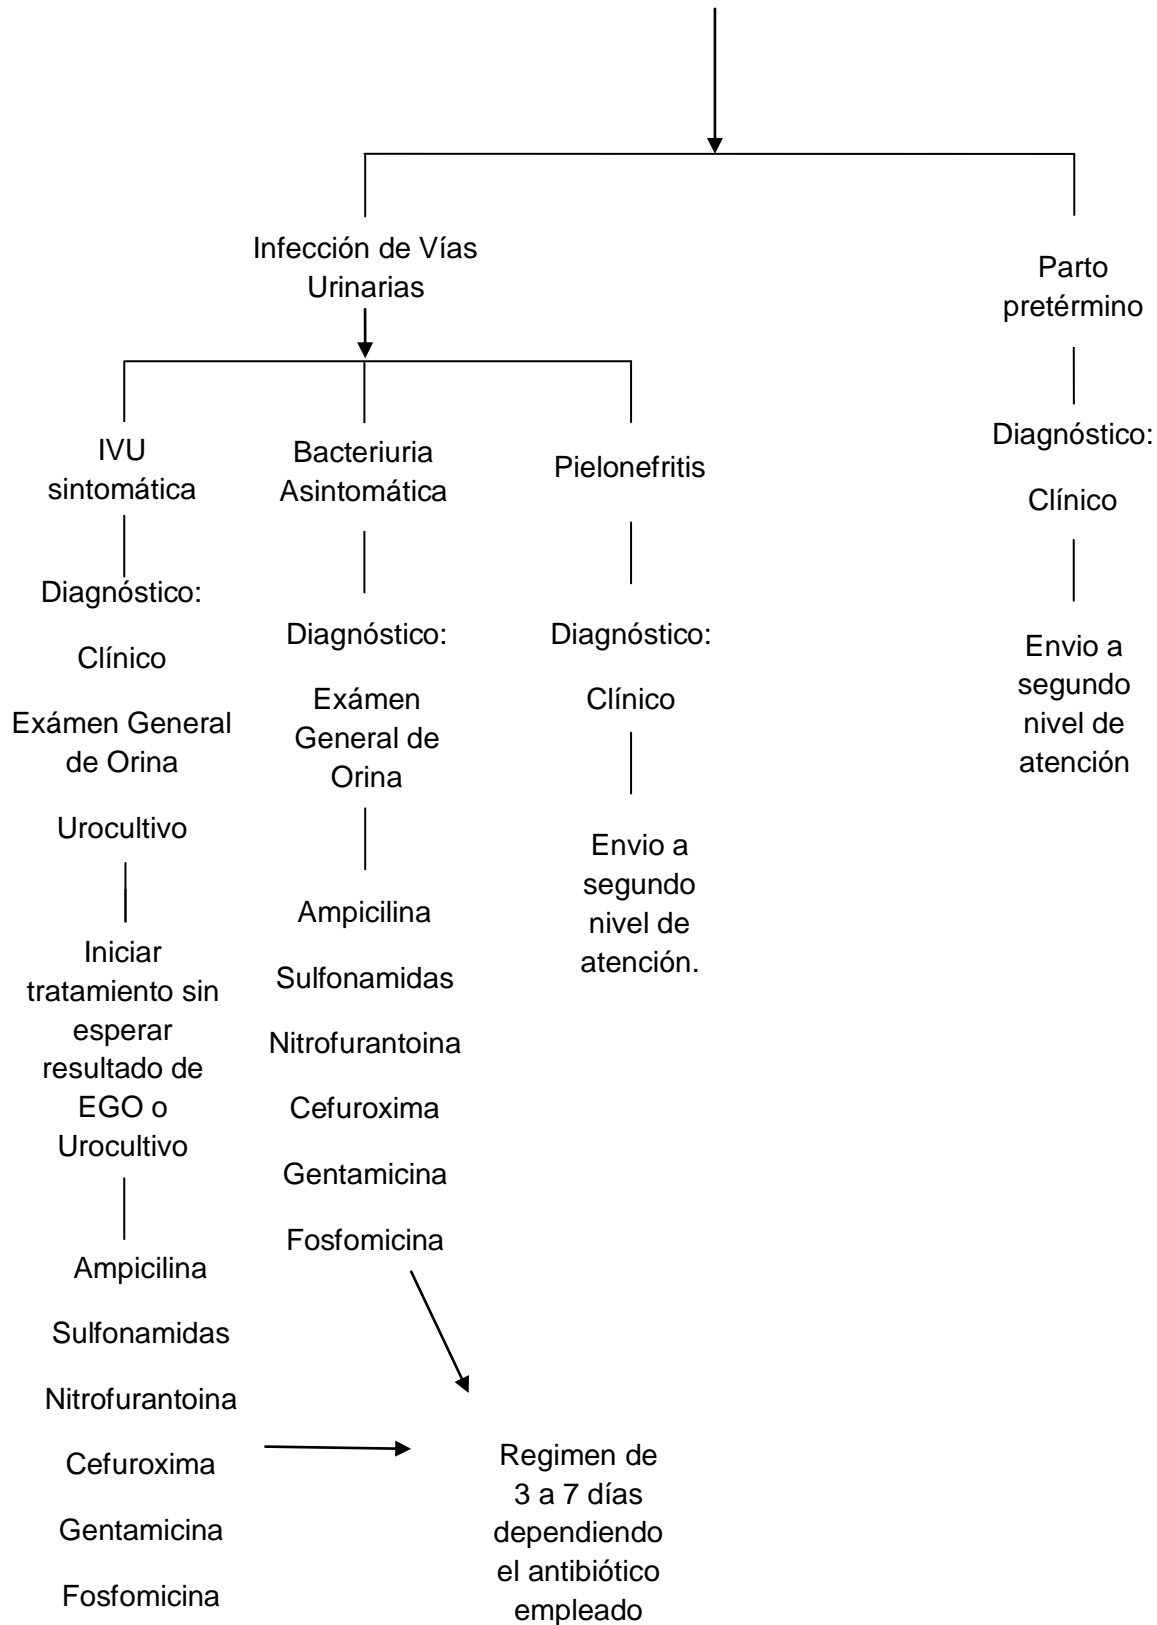 Infección de Vías
Urinarias
Parto
pretérmino
IVU
sintomática
Bacteriuria
Asintomática
Pielonefritis
Diagnóstico:
Clínico
Diagnóstico:
Clínico
Exámen General
de Orina
Urocultivo
Diagnóstico:
Exámen
General de
Orina
Diagnóstico:
Clínico
Envio a
segundo
nivel de
atención
Envio a
segundo
nivel de
atención.
Iniciar
tratamiento sin
esperar
resultado de
EGO o
Urocultivo
Ampicilina
Sulfonamidas
Nitrofurantoina
Cefuroxima
Gentamicina
Fosfomicina
Ampicilina
Sulfonamidas
Nitrofurantoina
Cefuroxima
Gentamicina
Fosfomicina
Regimen de
3 a 7 días
dependiendo
el antibiótico
empleado